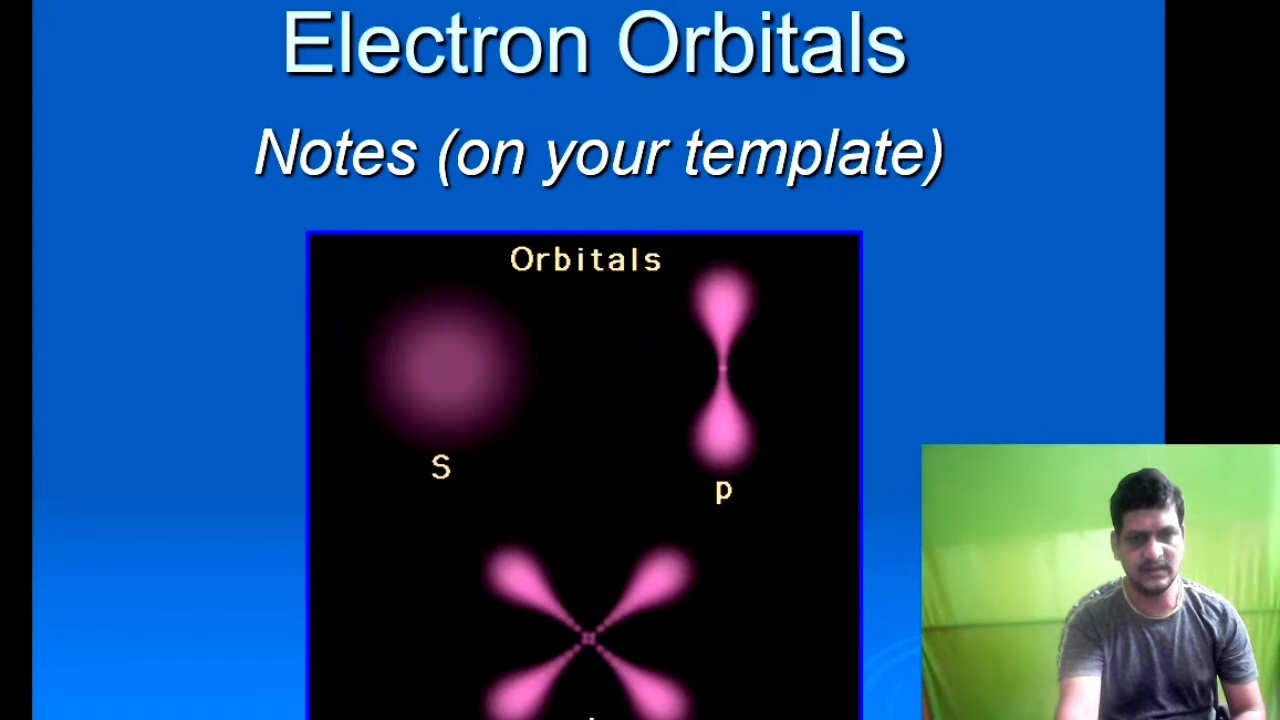 Electron Orbitals
Notes (on your template)
Orbitals
S
p